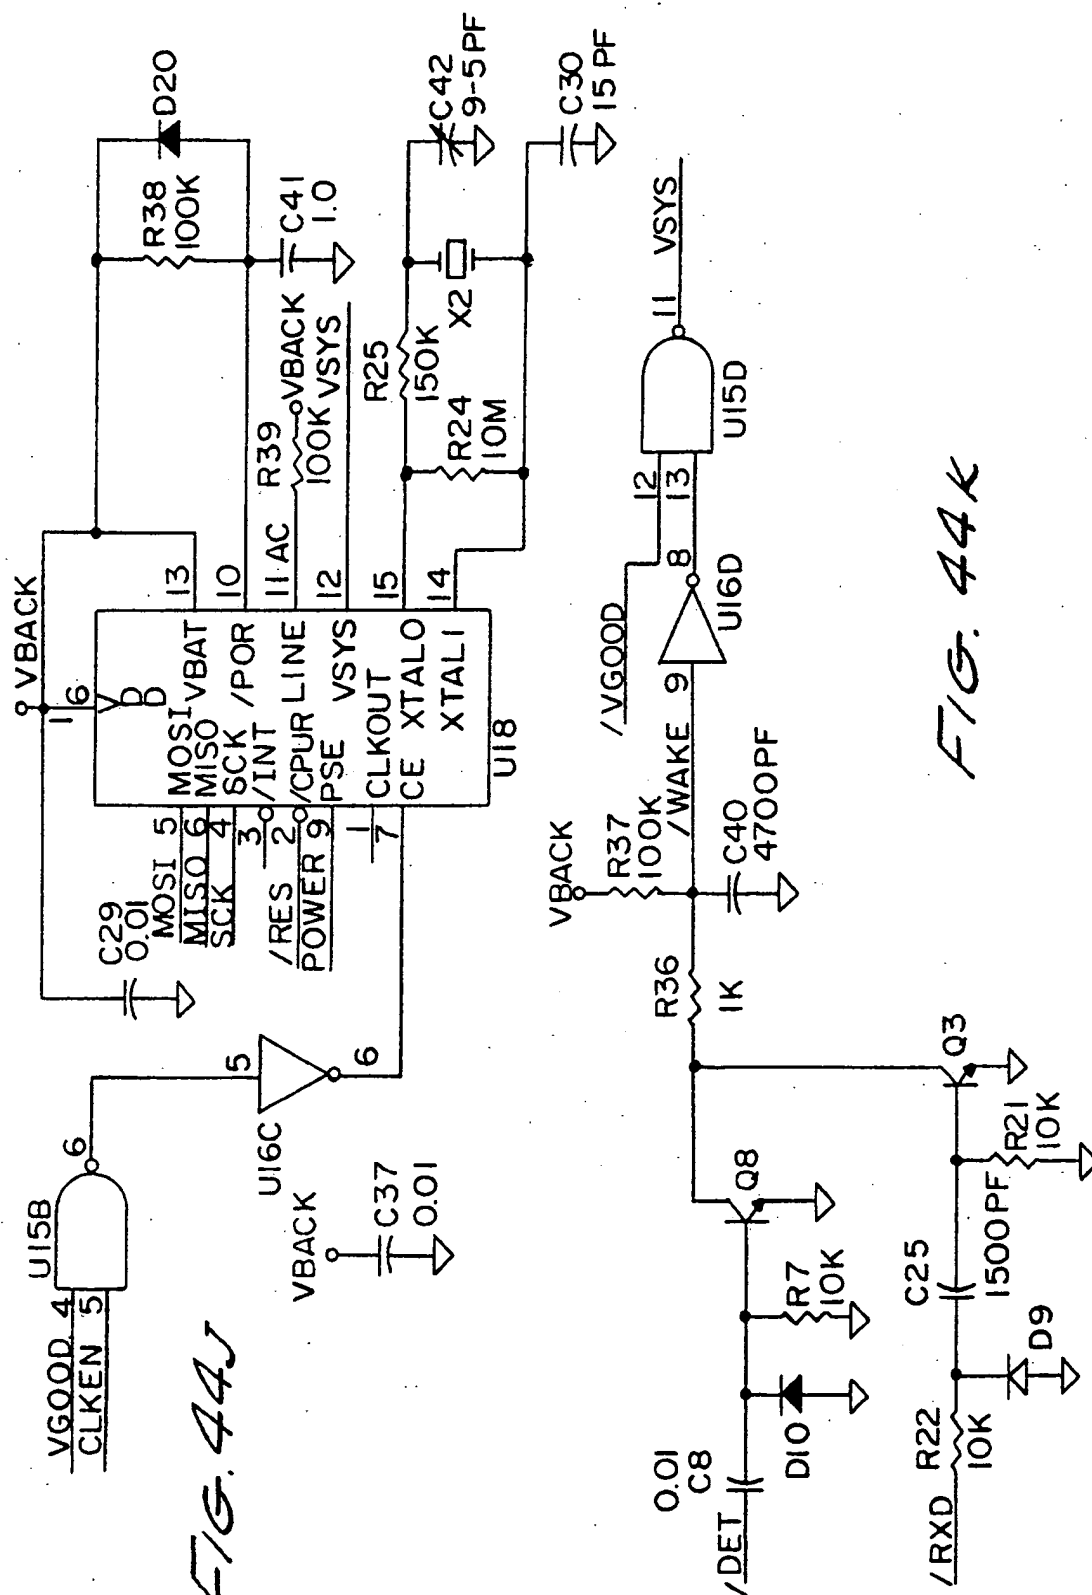 VBACK
1
6
D
D
C29
0.01
MOSI 5
MISO 6
SCK 4
3
/RES 2
POWER 9
1
7
MOSI
MISO
SCK
/INT
/CPUR
PSE
CLKOUT
CE
VBAT
/POR
LINE
VSYS
XTALO
XTALI
U18
13
10
11 AC
12
15
14
R38
100K
D20
C41
1.0
R39
100K
VBACK
VSYS
R25
150K
R24
10M
X2
C42
9-5PF
C30
15PF
VGOOD 4
CLKEN 5
U15B
6
5
U16C
6
VBACK
C37
0.01
FIG. 44J
/DET
0.01
C8
D10
R7
10K
Q8
/RXD
R22
10K
D9
C25
1500PF
R21
10K
Q3
R36
1K
VBACK
R37
100K
/WAKE
C40
4700PF
9
8
U16D
/VGOOD
12
13
U15D
11
VSYS
FIG. 44K